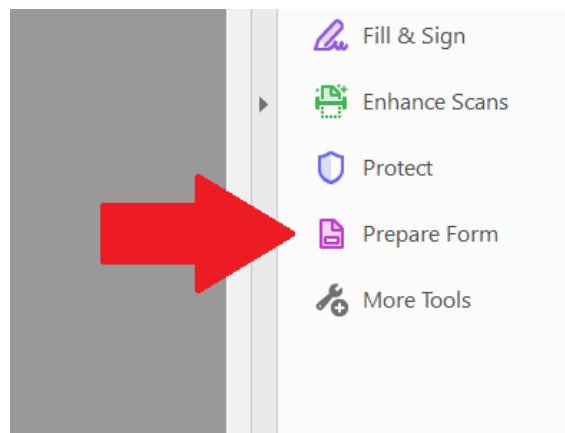 Fill & Sign
Enhance Scans
Protect
Prepare Form
More Tools